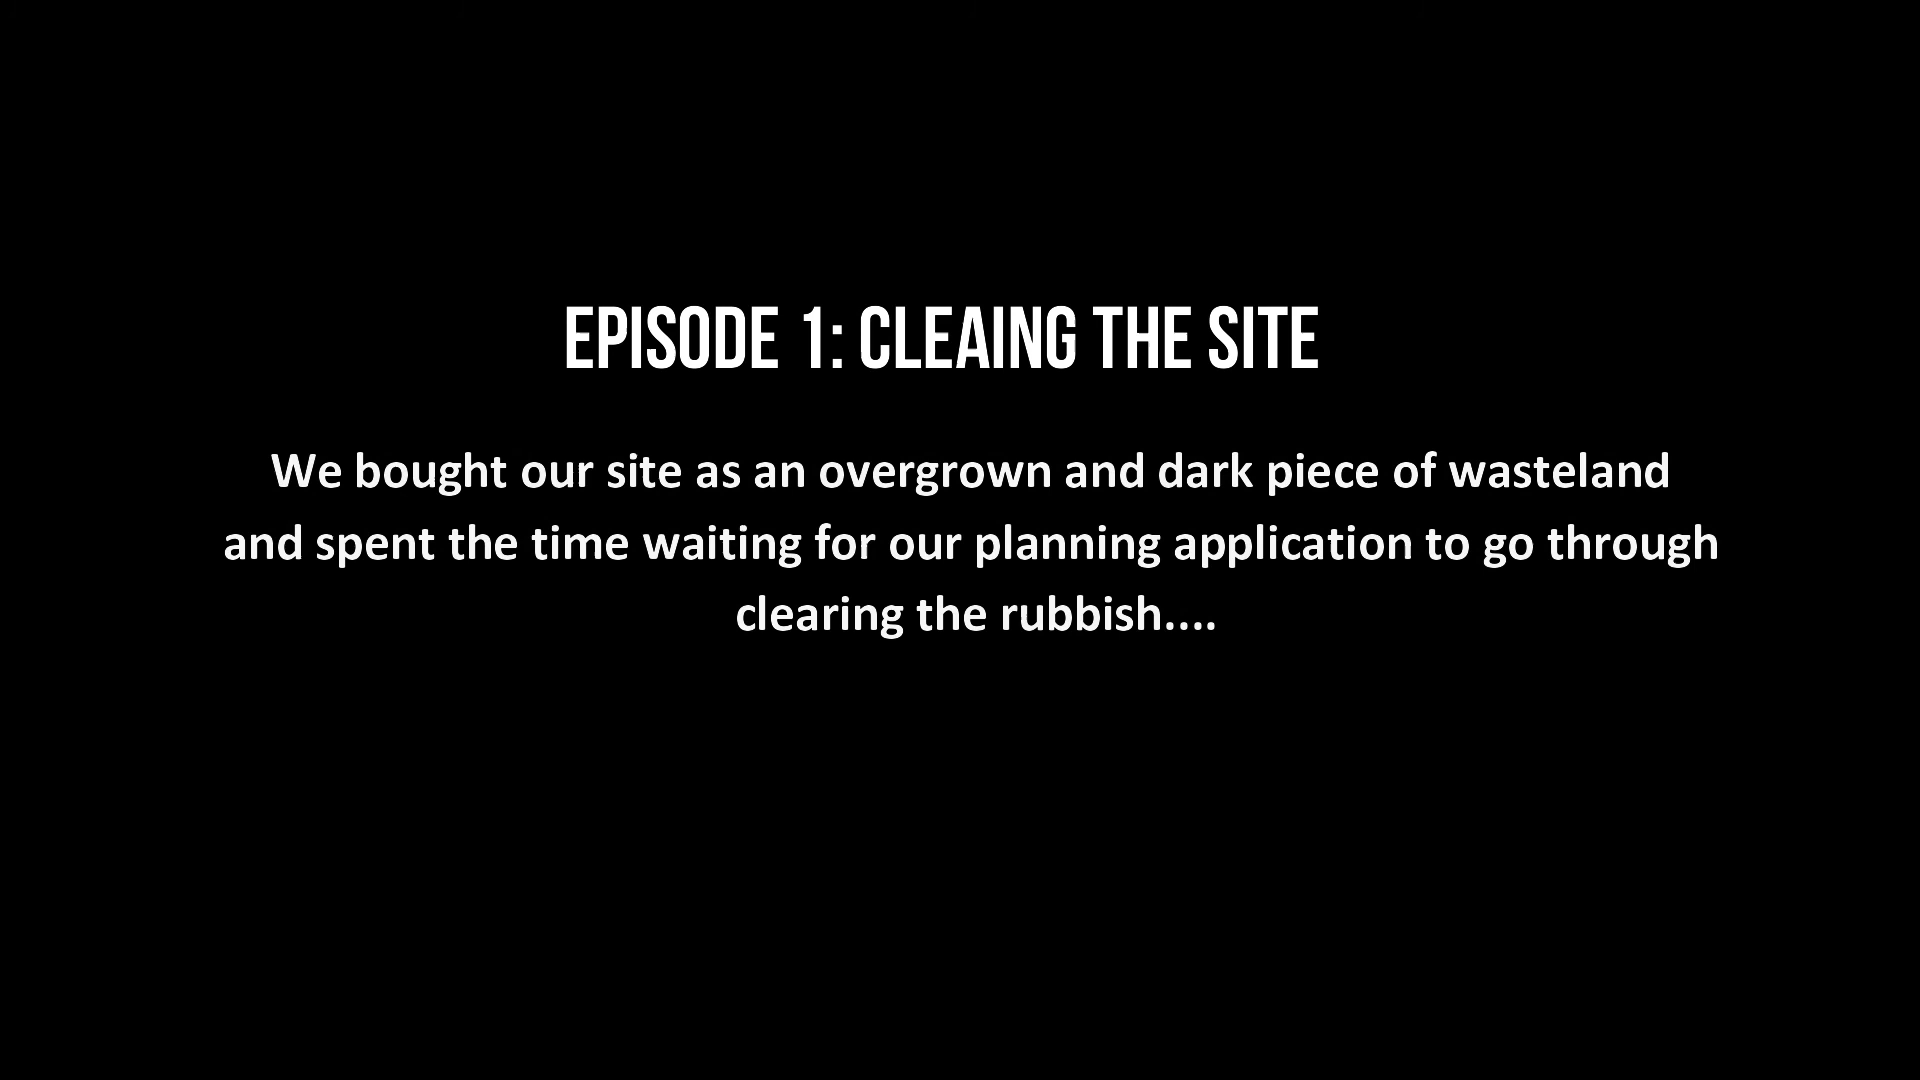 EPISODE 1: CLEAING THE SITE
We bought our site as an overgrown and dark piece of wasteland
and spent the time waiting for our planning application to go through
clearing the rubbish....